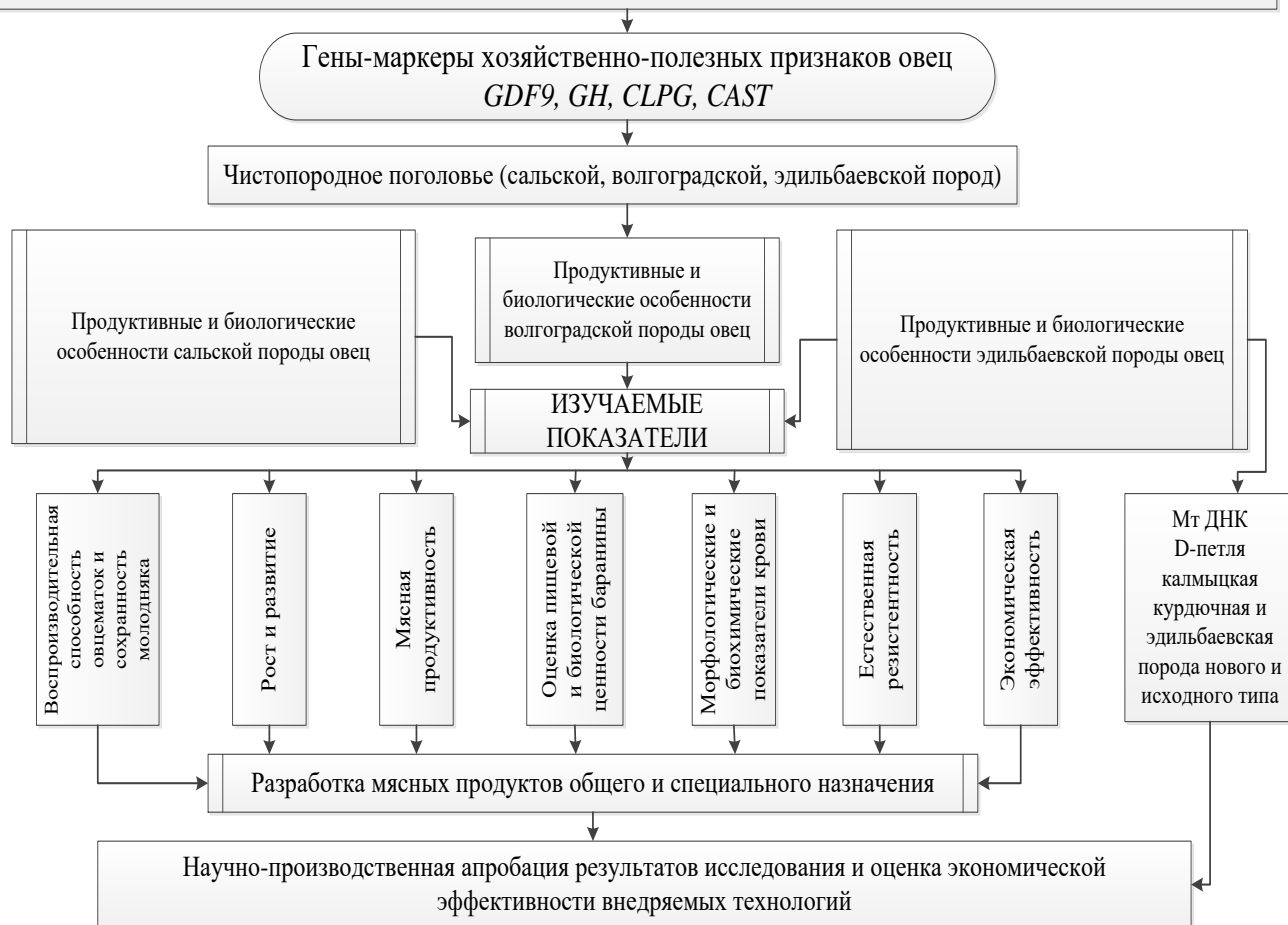 Гены-маркеры хозяйственно-полезных признаков овец
GDF9, GH, CLPG, CAST
Чистопородное поголовье (сальской, волгоградской, эдильбаевской пород)
Продуктивные и биологические
особенности сальской породы овец
Продуктивные и
биологические особенности
волгоградской породы овец
Продуктивные и биологические
особенности эдильбаевской породы овец
ИЗУЧАЕМЫЕ
ПОКАЗАТЕЛИ
Воспроизводительная
способность
овцематок и
сохранность
молодняка
Рост и развитие
Мясная
продуктивность
Оценка пищевой
и биологической
ценности баранины
Морфологические и
биохимические
показатели крови
Естественная
резистентность
Экономическая
эффективность
Мт ДНК
D-петля
калмыцкая
курдючная и
эдильбаевская
порода нового и
исходного типа
Разработка мясных продуктов общего и специального назначения
Научно-производственная апробация результатов исследования и оценка экономической
эффективности внедряемых технологий